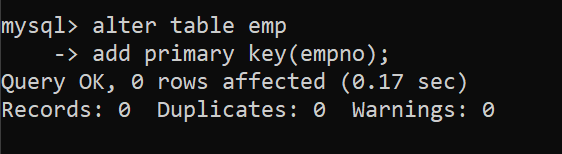 mysql> alter table emp
    -> add primary key(empno);
Query OK, 0 rows affected (0.17 sec)
Records: 0  Duplicates: 0  Warnings: 0